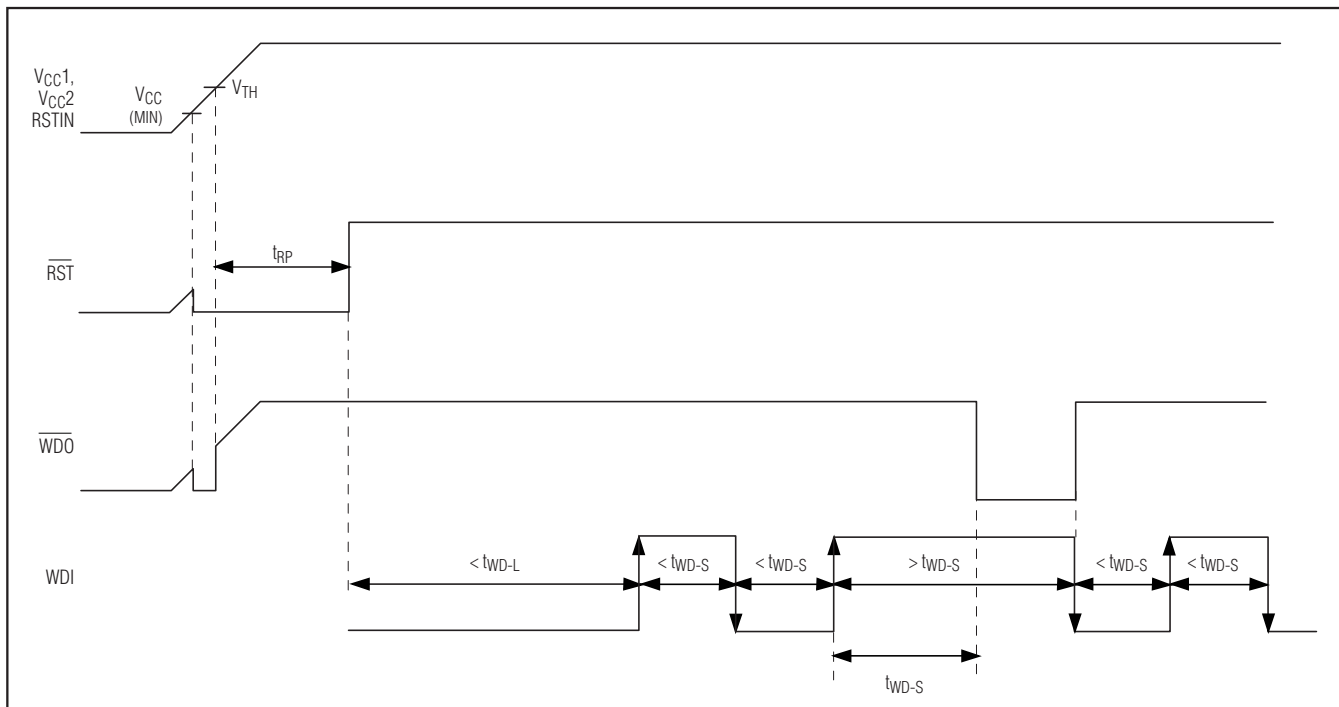 VCC1,
VCC2
RSTIN
VCC
(MIN)
VTH
RST
tRP
WDO
WDI
< tWD-L
< tWD-S
< tWD-S
> tWD-S
< tWD-S
< tWD-S
tWD-S